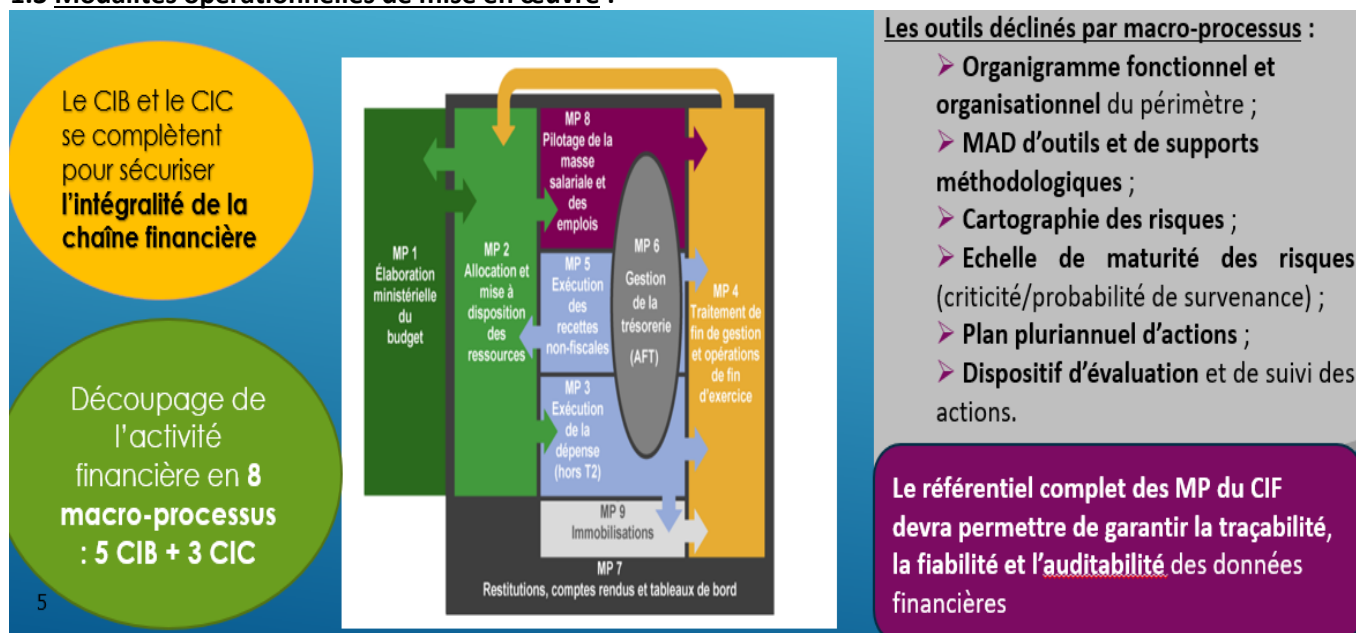 1.3 Modalités opérationnelles de mise en œuvre :
Le CIB et le CIC
se complètent
pour sécuriser
l'intégralité de la
chaîne financière
Découpage de
l'activité
financière en 8
macro-processus
: 5 CIB + 3 CIC
5
MP 1
Élaboration
ministérielle
du
budget
MP 2
Allocation et
mise à
disposition
des
ressources
MP 8
Pilotage de la
masse
salariale et
des
emplois
MP 5
Exécution
des
recettes
non-fiscales
MP 3
Exécution
de la
dépense
(hors T2)
MP 6
Gestion
de la
trésorerie
(AFT)
MP 4
Traitement de
fin de gestion
et opérations
de fin
d'exercice
MP 9
Immobilisations
MP 7
Restitutions, comptes rendus et tableaux de bord
Les outils déclinés par macro-processus :
➢ Organigramme fonctionnel et
organisationnel du périmètre ;
➢ MAD d'outils et de supports
méthodologiques ;
➢ Cartographie des risques ;
➢ Echelle de maturité des risques
(criticité/probabilité de survenance) ;
➢ Plan pluriannuel d'actions ;
➢ Dispositif d'évaluation et de suivi des
actions.
Le référentiel complet des MP du CIF
devra permettre de garantir la traçabilité,
la fiabilité et l'auditabilité des données
financières